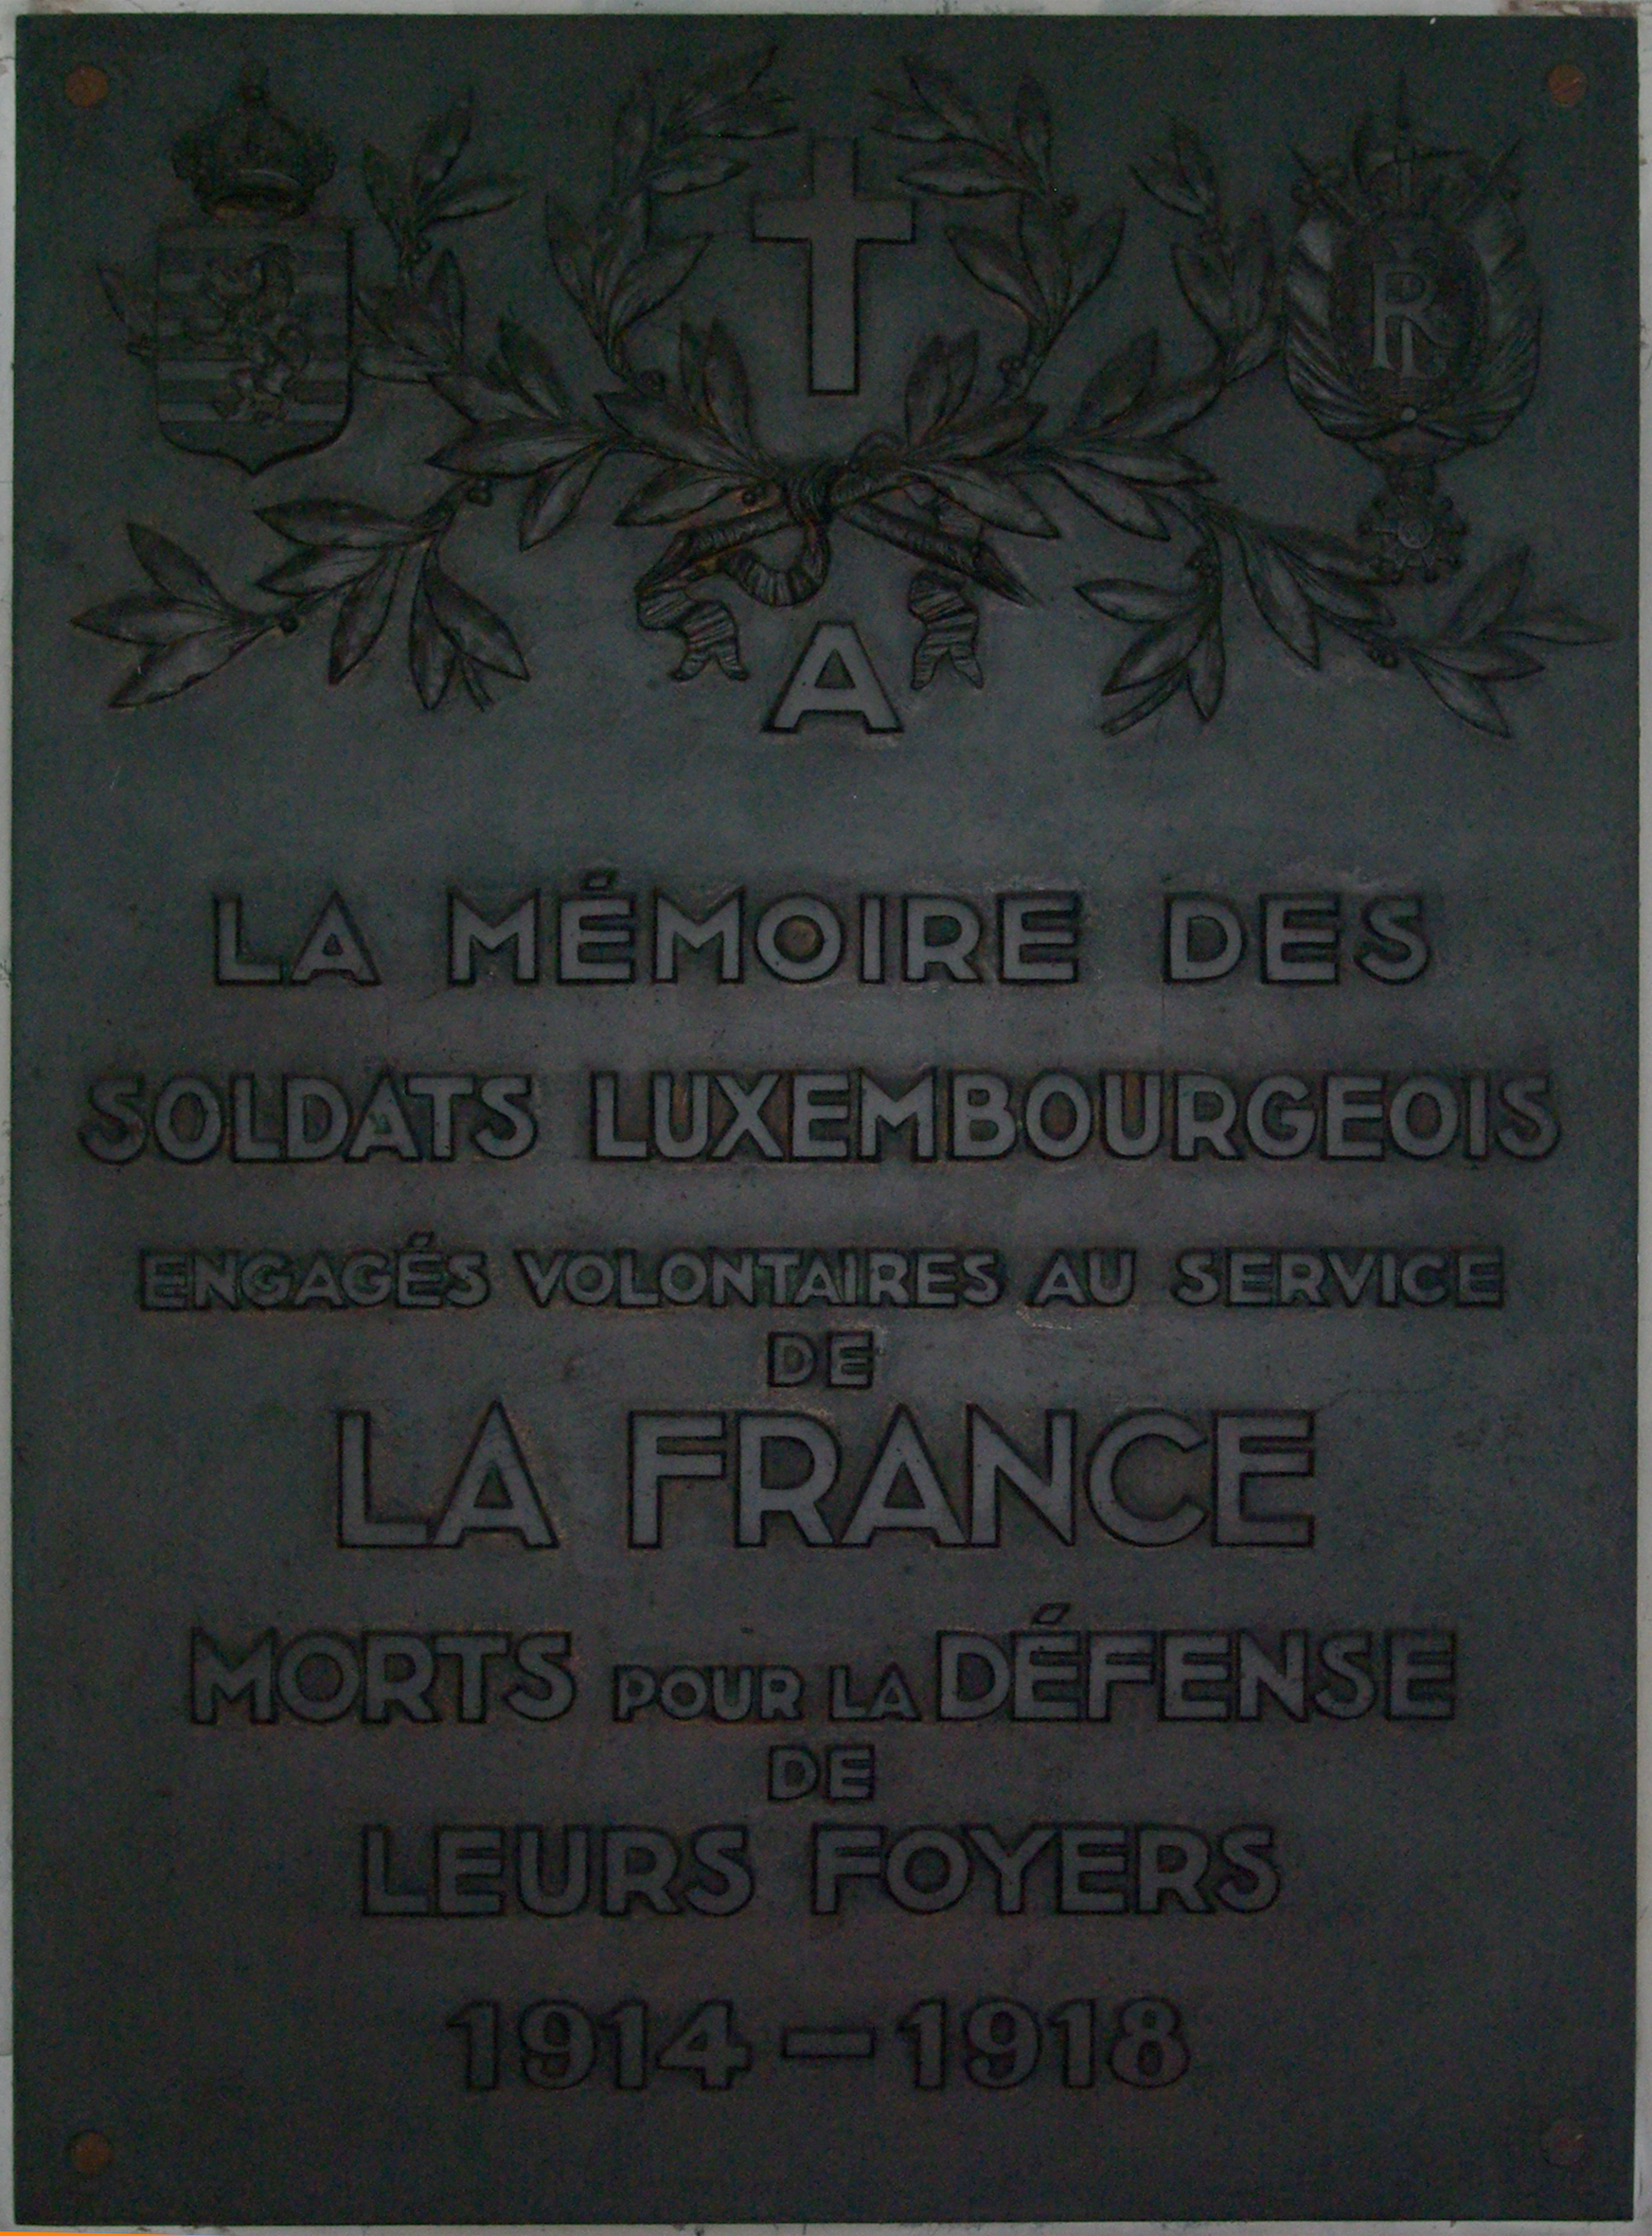 RF
A
LA MÉMOIRE DES
SOLDATS LUXEMBOURGEOIS
ENGAGÉS VOLONTAIRES AU SERVICE
DE
LA FRANCE
MORTS POUR LA DÉFENSE
DE
LEURS FOYERS
1914–1918